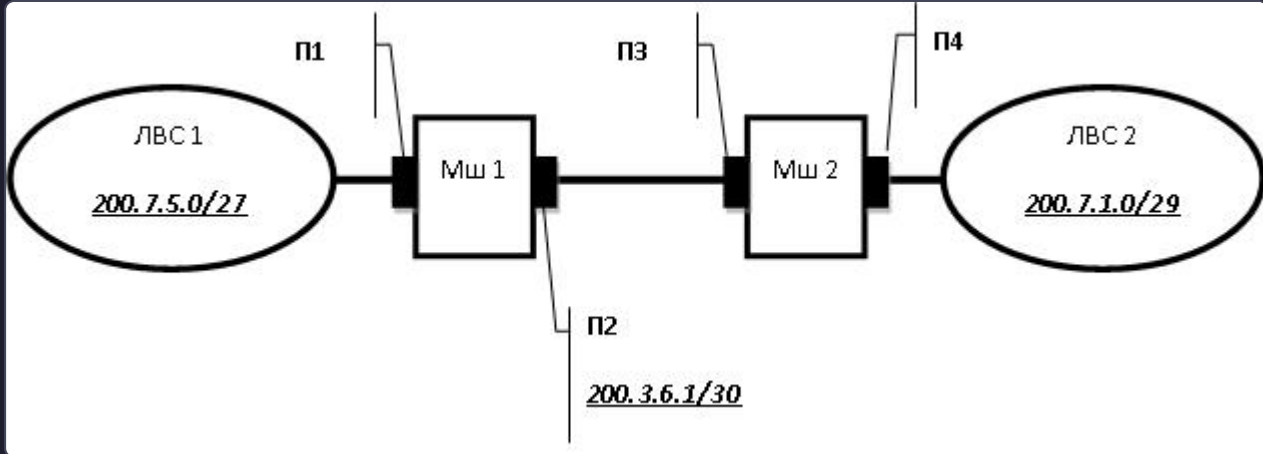 П1
П3
П4
ЛВС 1
200.7.5.0/27
Мш 1
Мш 2
ЛВС 2
200.7.1.0/29
П2
200.3.6.1/30